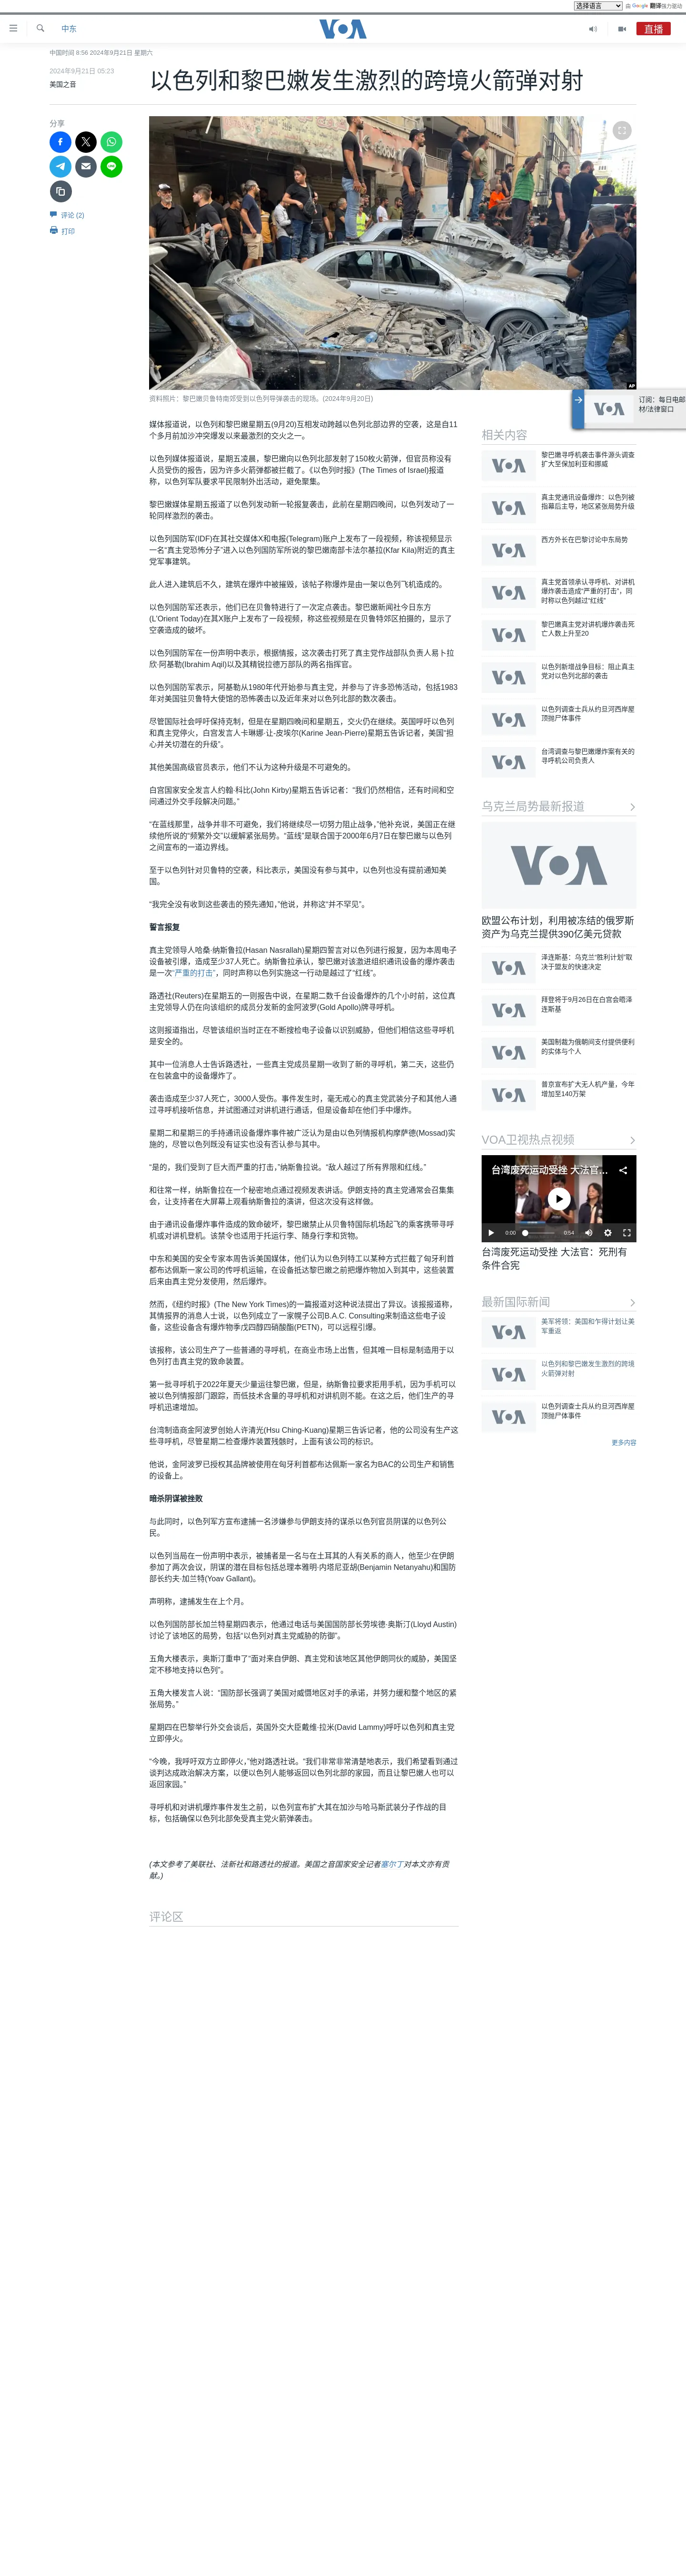 选择语言
由 Google 翻译强力驱动
中东
VOA
直播
中国时间 8:56 2024年9月21日 星期六
2024年9月21日 05:23
美国之音
以色列和黎巴嫩发生激烈的跨境火箭弹对射
分享
评论 (2)
打印
AP
资料照片：黎巴嫩贝鲁特南郊受到以色列导弹袭击的现场。(2024年9月20日)
订阅：每日电邮
材/法律窗口
媒体报道说，以色列和黎巴嫩星期五(9月20)互相发动跨越以色列北部边界的空袭，这是自11
个多月前加沙冲突爆发以来最激烈的交火之一。
以色列媒体报道说，星期五凌晨，黎巴嫩向以色列北部发射了150枚火箭弹，但官员称没有
人员受伤的报告，因为许多火箭弹都被拦截了。《以色列时报》(The Times of Israel)报道
称，以色列军队要求平民限制外出活动，避免聚集。
黎巴嫩媒体星期五报道了以色列发动新一轮报复袭击，此前在星期四晚间，以色列发动了一
轮同样激烈的袭击。
以色列国防军(IDF)在其社交媒体X和电报(Telegram)账户上发布了一段视频，称该视频显示
一名“真主党恐怖分子”进入以色列国防军所说的黎巴嫩南部卡法尔基拉(Kfar Kila)附近的真主
党军事建筑。
此人进入建筑后不久，建筑在爆炸中被摧毁，该帖子称爆炸是由一架以色列飞机造成的。
以色列国防军还表示，他们已在贝鲁特进行了一次定点袭击。黎巴嫩新闻社今日东方
(L'Orient Today)在其X账户上发布了一段视频，称这些视频是在贝鲁特郊区拍摄的，显示了
空袭造成的破坏。
以色列国防军在一份声明中表示，根据情报，这次袭击打死了真主党作战部队负责人易卜拉
欣·阿基勒(Ibrahim Aqil)以及其精锐拉德万部队的两名指挥官。
以色列国防军表示，阿基勒从1980年代开始参与真主党，并参与了许多恐怖活动，包括1983
年对美国驻贝鲁特大使馆的恐怖袭击以及近年来对以色列北部的数次袭击。
尽管国际社会呼吁保持克制，但是在星期四晚间和星期五，交火仍在继续。英国呼吁以色列
和真主党停火，白宫发言人卡琳娜·让-皮埃尔(Karine Jean-Pierre)星期五告诉记者，美国“担
心并关切潜在的升级”。
其他美国高级官员表示，他们不认为这种升级是不可避免的。
白宫国家安全发言人约翰·科比(John Kirby)星期五告诉记者：“我们仍然相信，还有时间和空
间通过外交手段解决问题。”
“在蓝线那里，战争并非不可避免，我们将继续尽一切努力阻止战争，”他补充说，美国正在继
续他所说的“频繁外交”以缓解紧张局势。“蓝线”是联合国于2000年6月7日在黎巴嫩与以色列
之间宣布的一道边界线。
至于以色列针对贝鲁特的空袭，科比表示，美国没有参与其中，以色列也没有提前通知美
国。
“我完全没有收到这些袭击的预先通知，”他说，并称这“并不罕见”。
誓言报复
真主党领导人哈桑·纳斯鲁拉(Hasan Nasrallah)星期四誓言对以色列进行报复，因为本周电子
设备被引爆，造成至少37人死亡。纳斯鲁拉承认，黎巴嫩对该激进组织通讯设备的爆炸袭击
是一次“严重的打击”，同时声称以色列实施这一行动是越过了“红线”。
路透社(Reuters)在星期五的一则报告中说，在星期二数千台设备爆炸的几个小时前，这位真
主党领导人仍在向该组织的成员分发新的金阿波罗(Gold Apollo)牌寻呼机。
这则报道指出，尽管该组织当时正在不断搜检电子设备以识别威胁，但他们相信这些寻呼机
是安全的。
其中一位消息人士告诉路透社，一些真主党成员星期一收到了新的寻呼机，第二天，这些仍
在包装盒中的设备爆炸了。
袭击造成至少37人死亡，3000人受伤。事件发生时，毫无戒心的真主党武装分子和其他人通
过寻呼机接听信息，并试图通过对讲机进行通话，但是设备却在他们手中爆炸。
星期二和星期三的手持通讯设备爆炸事件被广泛认为是由以色列情报机构摩萨德(Mossad)实
施的，尽管以色列既没有证实也没有否认参与其中。
“是的，我们受到了巨大而严重的打击，”纳斯鲁拉说。“敌人越过了所有界限和红线。”
和往常一样，纳斯鲁拉在一个秘密地点通过视频发表讲话。伊朗支持的真主党通常会召集集
会，让支持者在大屏幕上观看纳斯鲁拉的演讲，但这次没有这样做。
由于通讯设备爆炸事件造成的致命破坏，黎巴嫩禁止从贝鲁特国际机场起飞的乘客携带寻呼
机或对讲机登机。该禁令也适用于托运行李、随身行李和货物。
中东和美国的安全专家本周告诉美国媒体，他们认为以色列特工以某种方式拦截了匈牙利首
都布达佩斯一家公司的传呼机运输，在设备抵达黎巴嫩之前把爆炸物加入到其中，这些装置
后来由真主党分发使用，然后爆炸。
然而，《纽约时报》(The New York Times)的一篇报道对这种说法提出了异议。该报报道称，
其情报界的消息人士说，以色列成立了一家幌子公司B.A.C. Consulting来制造这些电子设
备，这些设备含有爆炸物季戊四醇四硝酸酯(PETN)，可以远程引爆。
该报称，该公司生产了一些普通的寻呼机，在商业市场上出售，但其唯一目标是制造用于以
色列打击真主党的致命装置。
第一批寻呼机于2022年夏天少量运往黎巴嫩，但是，纳斯鲁拉要求拒用手机，因为手机可以
被以色列情报部门跟踪，而低技术含量的寻呼机和对讲机则不能。在这之后，他们生产的寻
呼机迅速增加。
台湾制造商金阿波罗创始人许清光(Hsu Ching-Kuang)星期三告诉记者，他的公司没有生产这
些寻呼机，尽管星期二检查爆炸装置残骸时，上面有该公司的标识。
他说，金阿波罗已授权其品牌被使用在匈牙利首都布达佩斯一家名为BAC的公司生产和销售
的设备上。
暗杀阴谋被挫败
与此同时，以色列军方宣布逮捕一名涉嫌参与伊朗支持的谋杀以色列官员阴谋的以色列公
民。
以色列当局在一份声明中表示，被捕者是一名与在土耳其的人有关系的商人，他至少在伊朗
参加了两次会议，阴谋的潜在目标包括总理本雅明·内塔尼亚胡(Benjamin Netanyahu)和国防
部长约夫·加兰特(Yoav Gallant)。
声明称，逮捕发生在上个月。
以色列国防部长加兰特星期四表示，他通过电话与美国国防部长劳埃德·奥斯汀(Lloyd Austin)
讨论了该地区的局势，包括“以色列对真主党威胁的防御”。
五角大楼表示，奥斯汀重申了“面对来自伊朗、真主党和该地区其他伊朗同伙的威胁，美国坚
定不移地支持以色列”。
五角大楼发言人说：“国防部长强调了美国对威慑地区对手的承诺，并努力缓和整个地区的紧
张局势。”
星期四在巴黎举行外交会谈后，英国外交大臣戴维·拉米(David Lammy)呼吁以色列和真主党
立即停火。
“今晚，我呼吁双方立即停火，”他对路透社说。“我们非常非常清楚地表示，我们希望看到通过
谈判达成政治解决方案，以便以色列人能够返回以色列北部的家园，而且让黎巴嫩人也可以
返回家园。”
寻呼机和对讲机爆炸事件发生之前，以色列宣布扩大其在加沙与哈马斯武装分子作战的目
标，包括确保以色列北部免受真主党火箭弹袭击。
(本文参考了美联社、法新社和路透社的报道。美国之音国家安全记者塞尔丁对本文亦有贡
献。)
评论区
相关内容
黎巴嫩寻呼机袭击事件源头调查
扩大至保加利亚和挪威
真主党通讯设备爆炸：以色列被
指幕后主导，地区紧张局势升级
西方外长在巴黎讨论中东局势
真主党首领承认寻呼机、对讲机
爆炸袭击造成“严重的打击”，同
时称以色列越过“红线”
黎巴嫩真主党对讲机爆炸袭击死
亡人数上升至20
以色列新增战争目标：阻止真主
党对以色列北部的袭击
以色列调查士兵从约旦河西岸屋
顶抛尸体事件
台湾调查与黎巴嫩爆炸案有关的
寻呼机公司负责人
乌克兰局势最新报道
欧盟公布计划，利用被冻结的俄罗斯
资产为乌克兰提供390亿美元贷款
泽连斯基：乌克兰“胜利计划”取
决于盟友的快速决定
拜登将于9月26日在白宫会晤泽
连斯基
美国制裁为俄朝间支付提供便利
的实体与个人
普京宣布扩大无人机产量，今年
增加至140万架
VOA卫视热点视频
台湾废死运动受挫 大法官…
0:00
0:54
台湾废死运动受挫 大法官：死刑有
条件合宪
最新国际新闻
美军将领：美国和乍得计划让美
军重返
以色列和黎巴嫩发生激烈的跨境
火箭弹对射
以色列调查士兵从约旦河西岸屋
顶抛尸体事件
更多内容